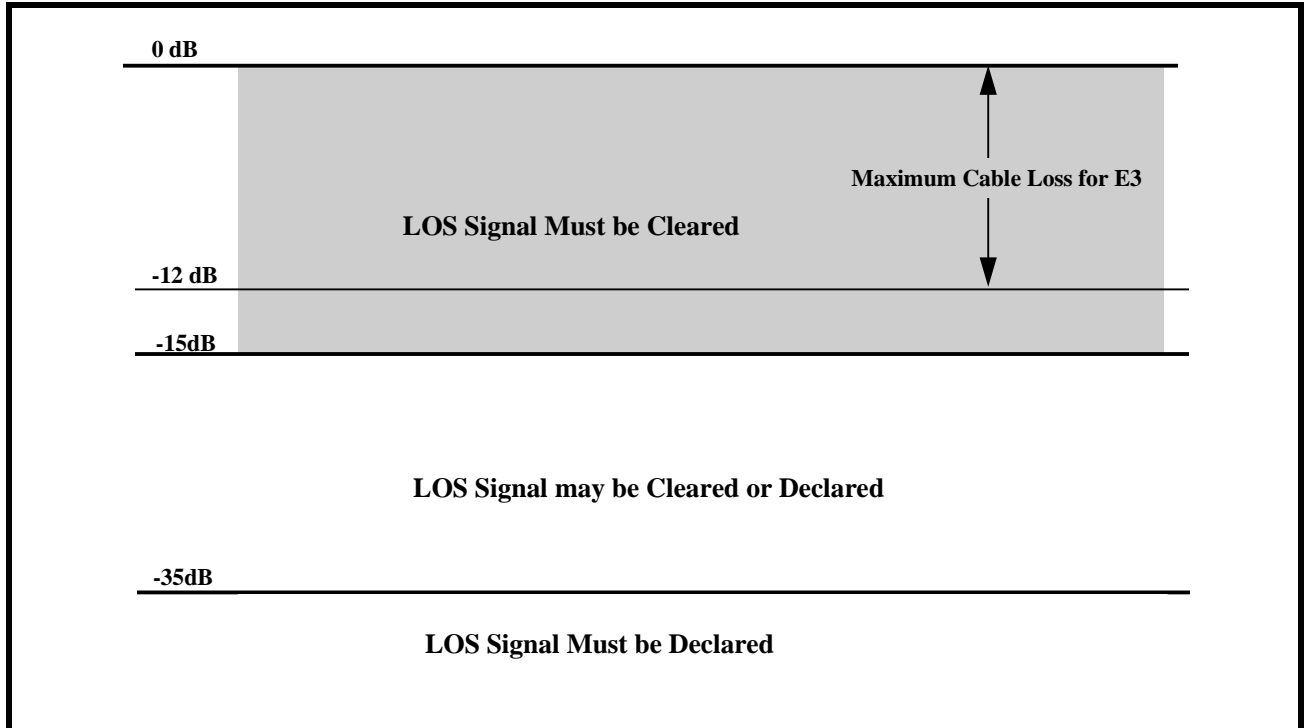 0 dB
Maximum Cable Loss for E3
LOS Signal Must be Cleared
-12 dB
-15dB
LOS Signal may be Cleared or Declared
-35dB
LOS Signal Must be Declared